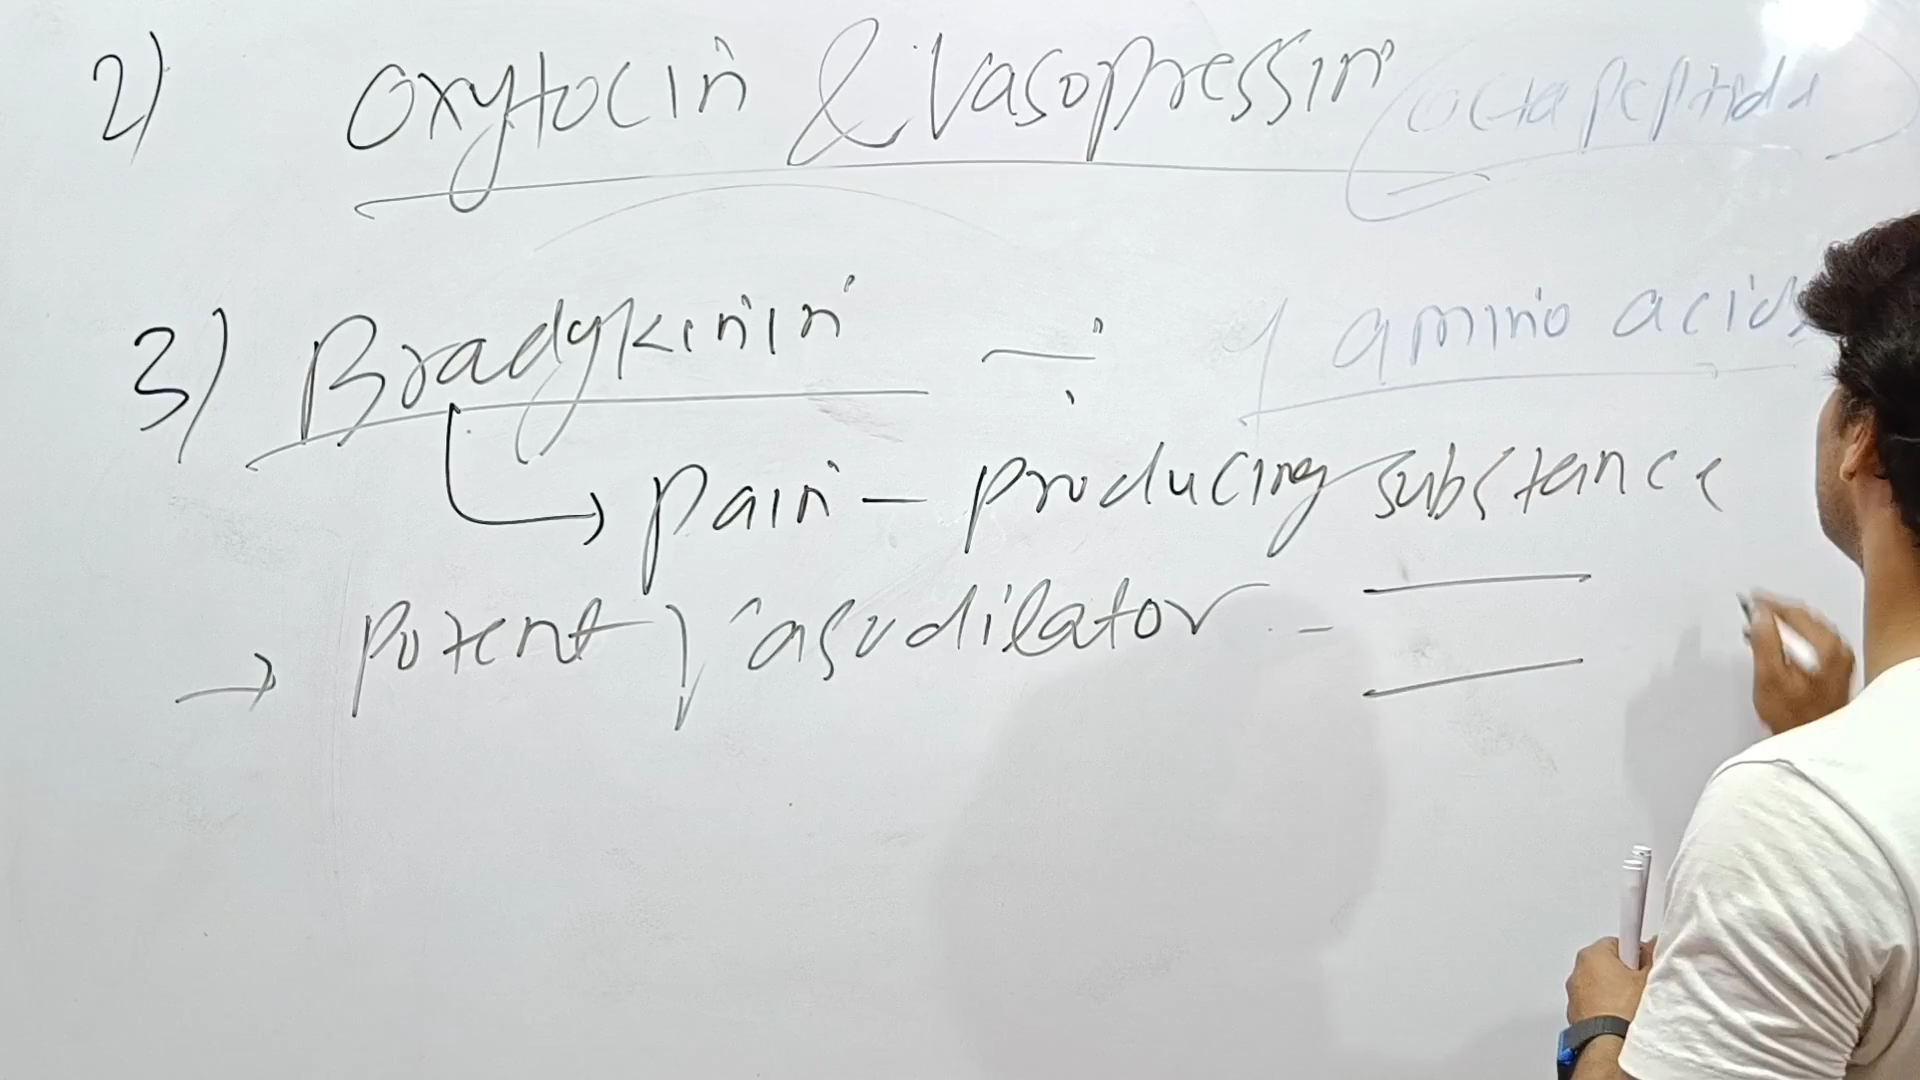 2) Oxytocin & Vasopressin (octapeptide)
3) Bradykinin ÷ 9 amino acids
→ pain - producing substance
→ Potent Vasodilator -